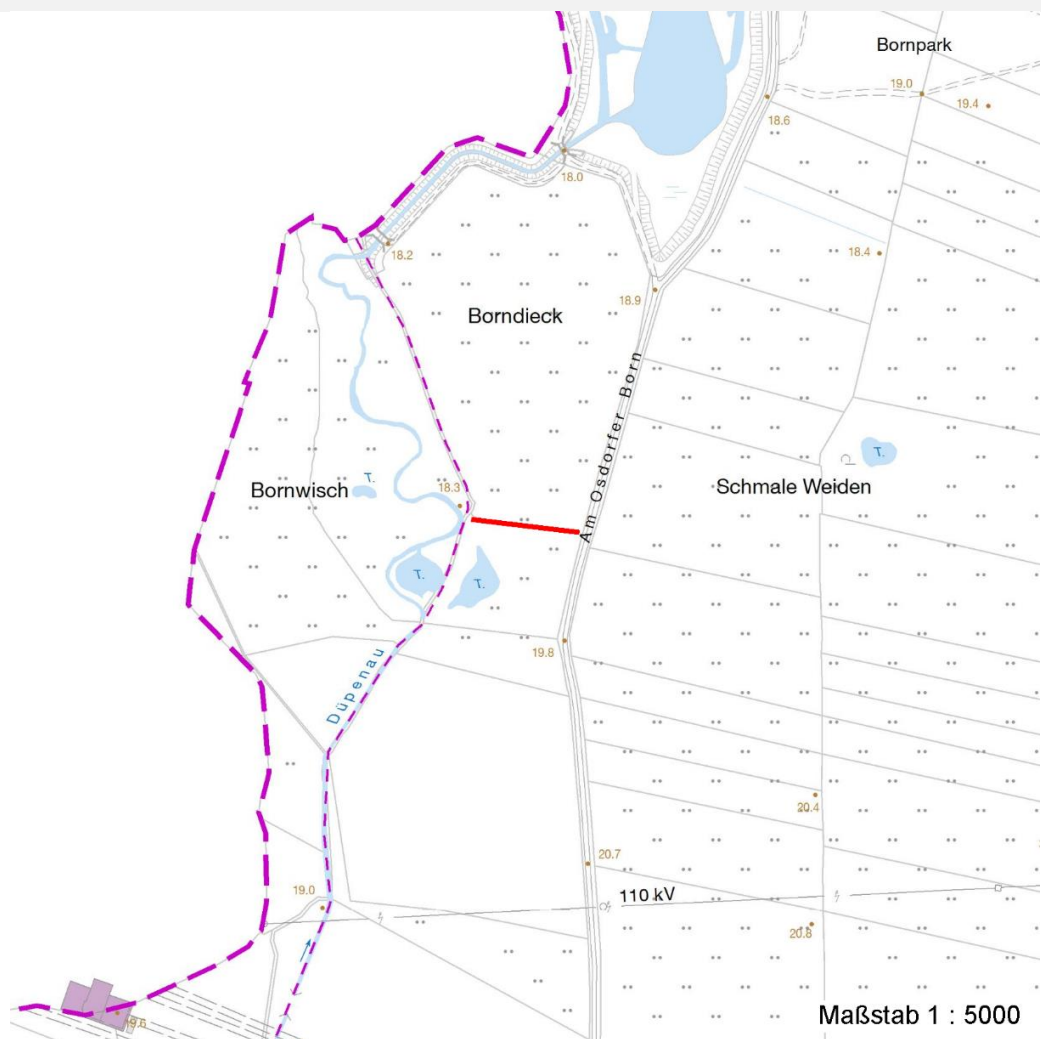 Bornpark
19.0
19.4
18.6
18.0
18.2
18.4
18.9
Borndieck
Am Osdorfer Born
T.
Bornwisch
T.
18.3
Schmale Weiden
T.
T.
19.8
Düpenau
20.4
20.7
19.0
110 kV
20.8
19.6
Maßstab 1 : 5000